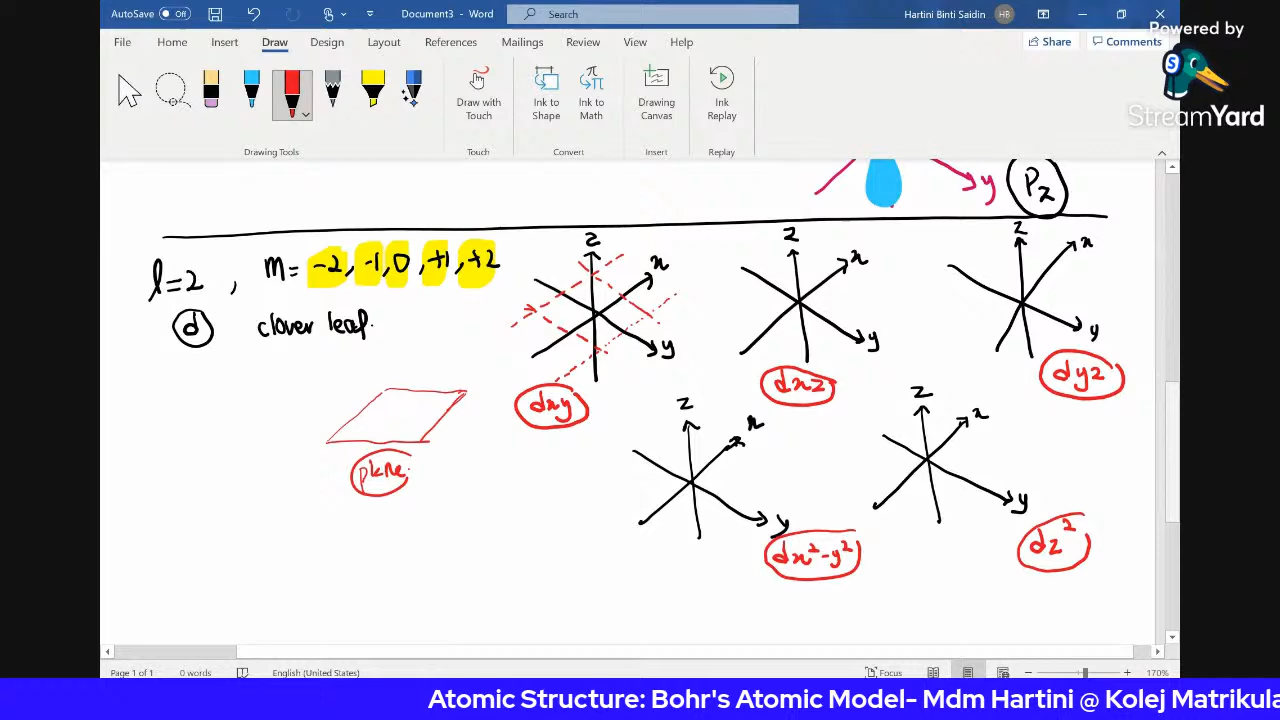 AutoSave Off Document3 - Word Search Hartini Binti Saidin HB
Powered by
StreamYard
File Home Insert Draw Design Layout References Mailings Review View Help Share Comments
Draw with Touch
Ink to Shape
Ink to Math
Drawing Canvas
Ink Replay
Drawing Tools Touch Convert Insert Replay
y Pz
l=2 , m= -2, -1, 0, +1, +2
d clover leaf.
z x y dxy
z x y dxz
z x y dyz
plane
z x y dx²-y²
z x y dz²
Page 1 of 1 0 words English (United States) Focus 170%
Atomic Structure: Bohr's Atomic Model- Mdm Hartini @ Kolej Matrikula